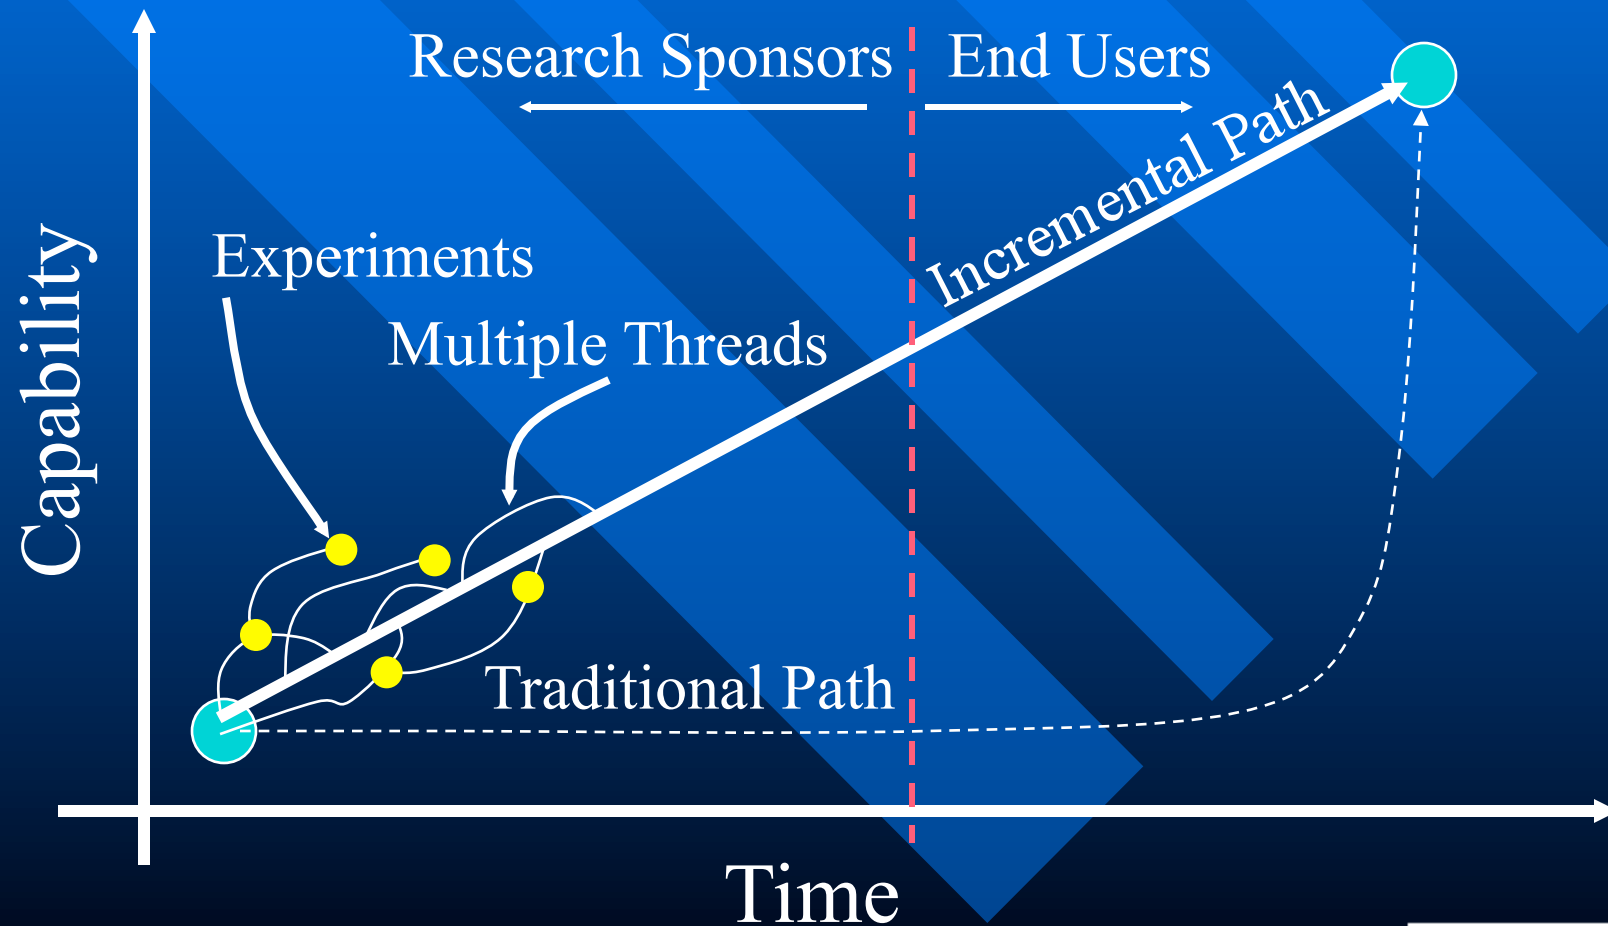 Research Sponsors
End Users
Incremental Path
Experiments
Multiple Threads
Capability
Traditional Path
Time